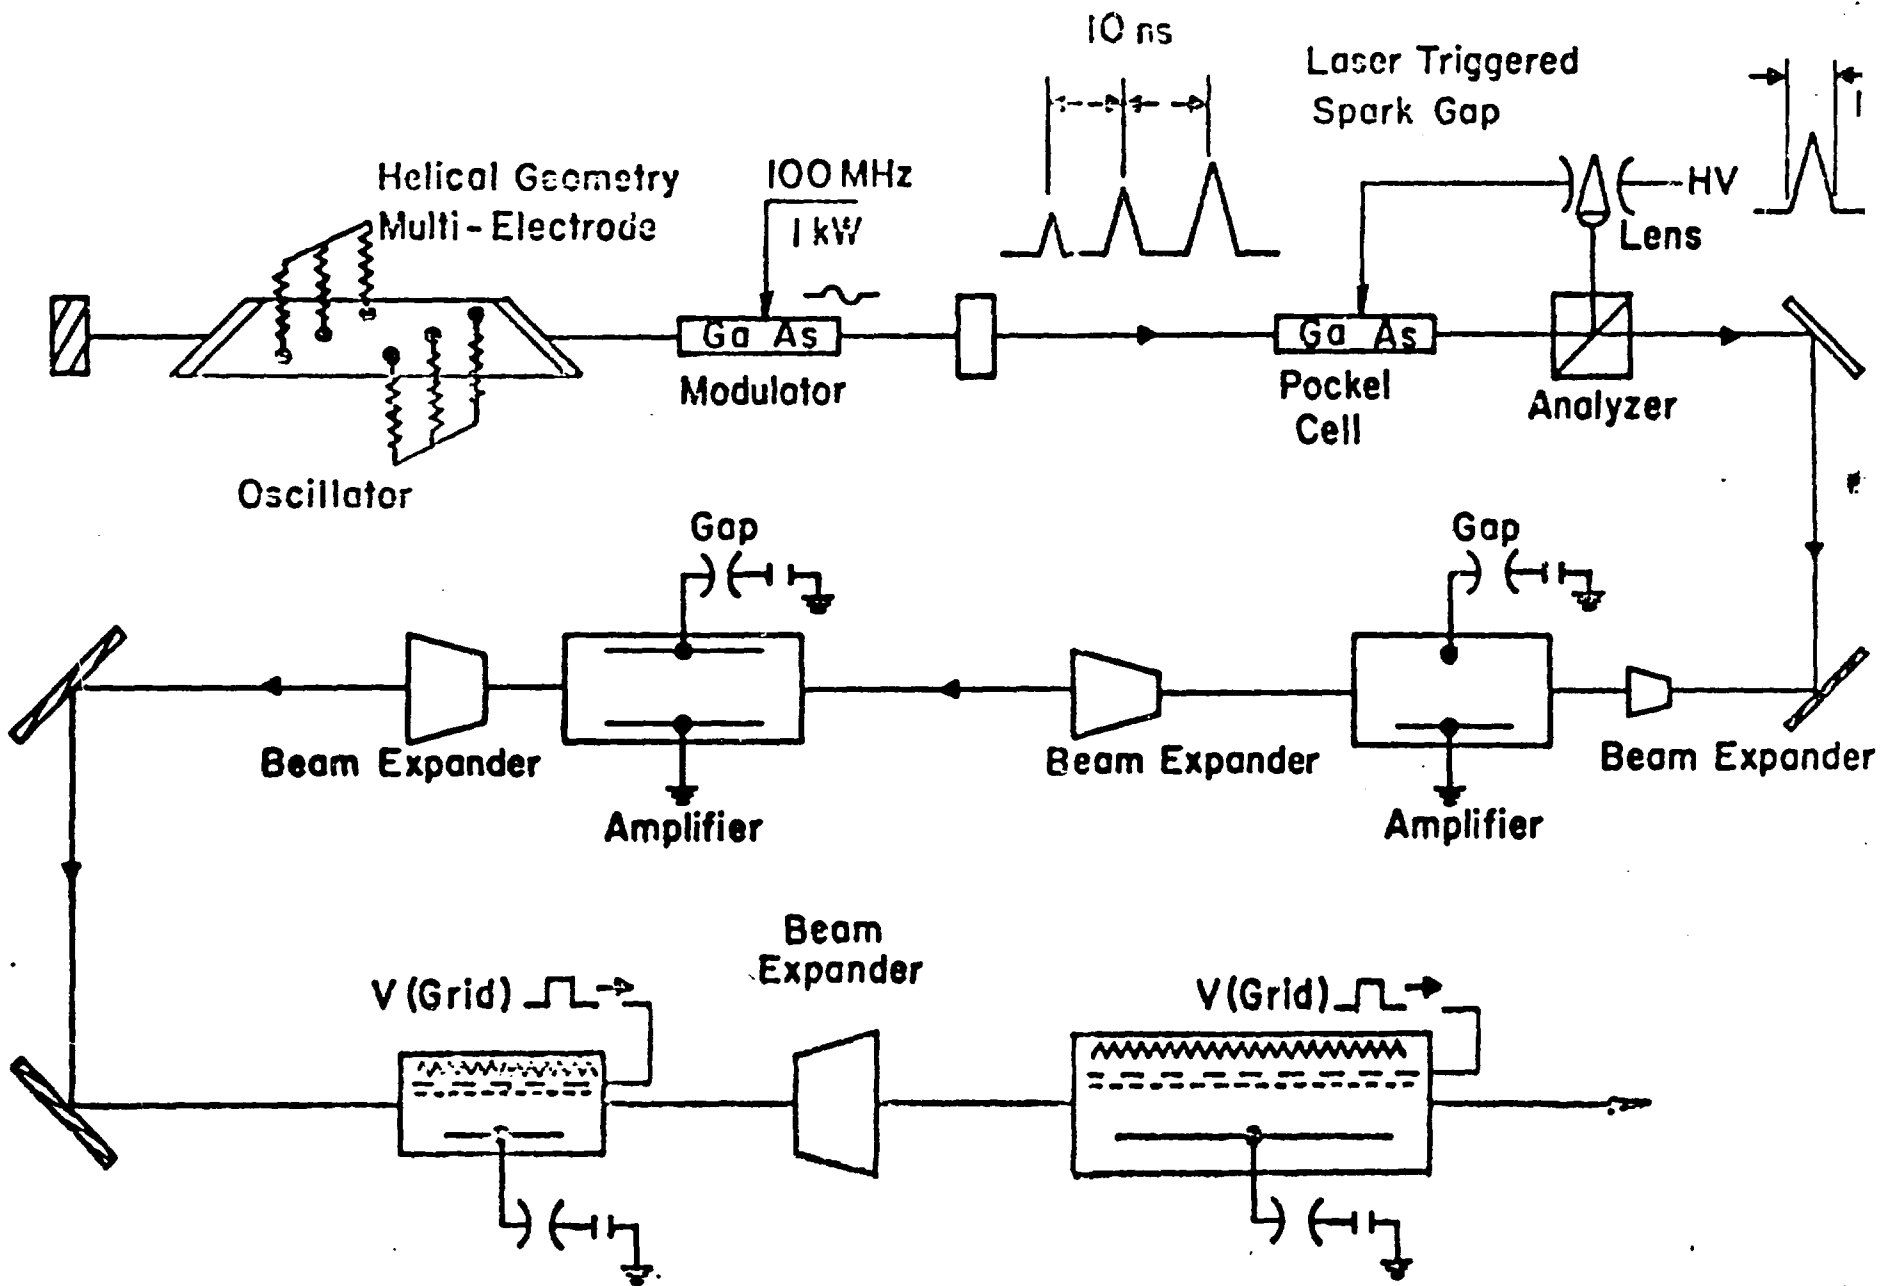 10 ns
Laser Triggered
Spark Gap
1
Helical Geometry
Multi-Electrode
100 MHz
1 kW
HV
Lens
Ga As
Ga As
Modulator
Pockel
Cell
Analyzer
Oscillator
Gap
Gap
Beam Expander
Beam Expander
Beam Expander
Amplifier
Amplifier
Beam
Expander
V (Grid)
V (Grid)